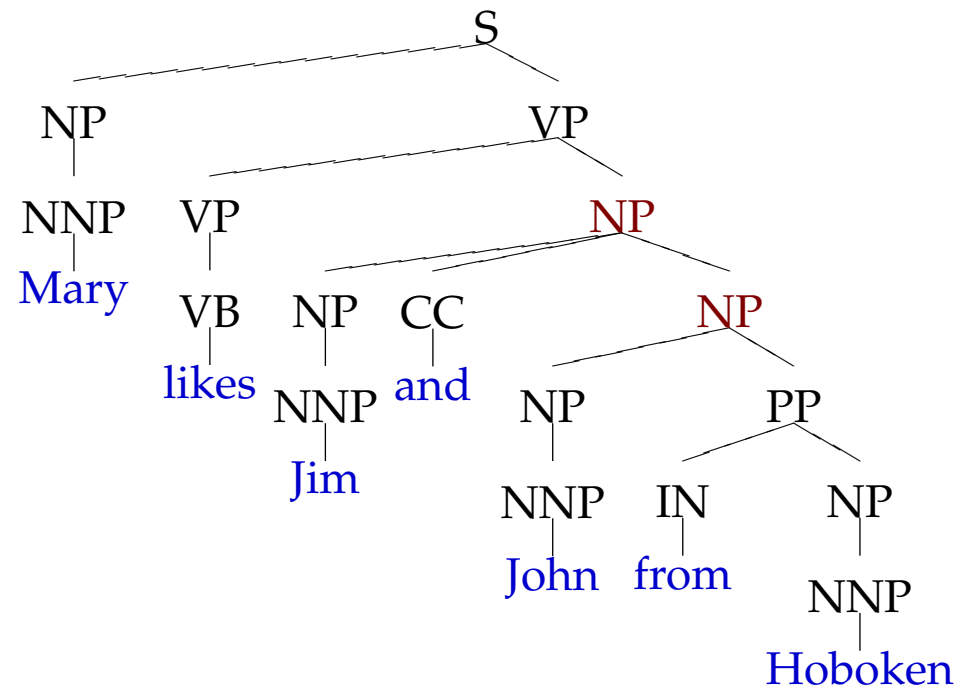 S
NP VP
NNP VP NP
Mary
VB NP CC NP
likes and
NNP NP PP
Jim
NNP IN NP
John from
NNP
Hoboken